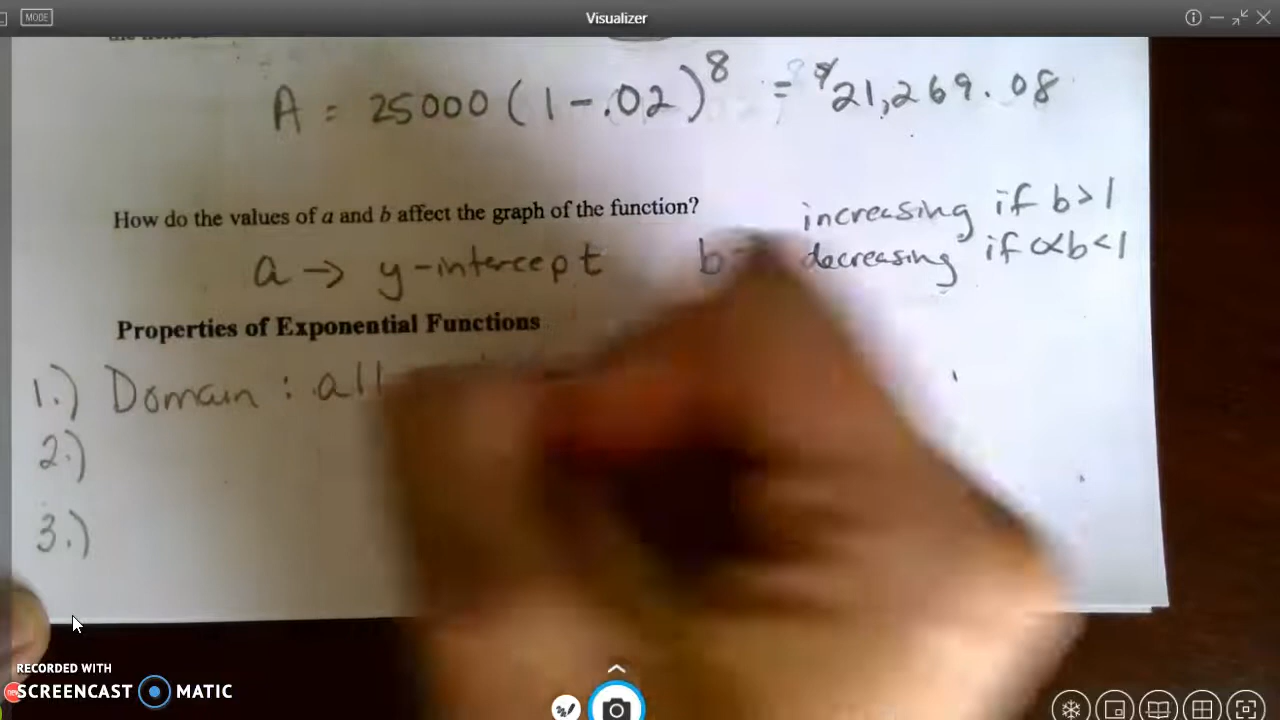 MODE
Visualizer
A = 25000 (1 - .02)^8 = $21,269.08
How do the values of a and b affect the graph of the function?
increasing if b > 1
a → y-intercept b decreasing if 0<b<1
Properties of Exponential Functions
1.) Domain : all
2.)
3.)
RECORDED WITH
SCREENCAST MATIC